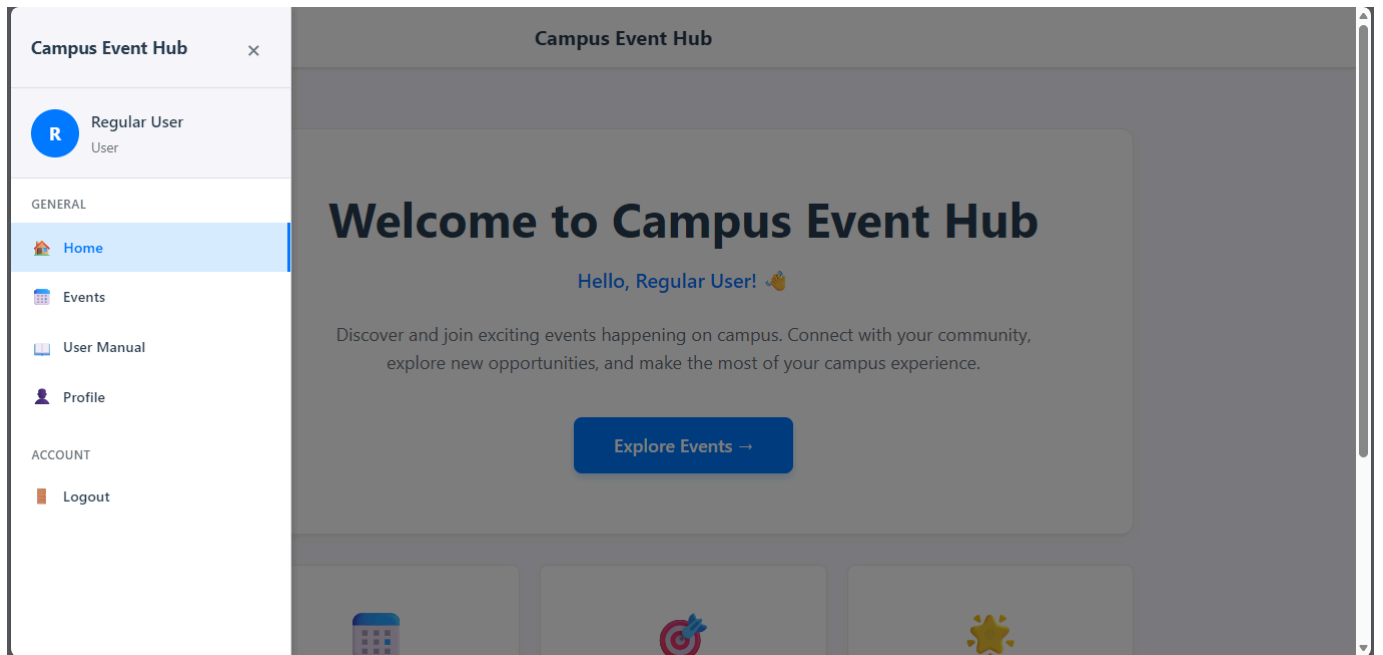 Campus Event Hub ×
R
Regular User
User
GENERAL
Home
Events
User Manual
Profile
ACCOUNT
Logout
Campus Event Hub
Welcome to Campus Event Hub
Hello, Regular User! 👋
Discover and join exciting events happening on campus. Connect with your community,
explore new opportunities, and make the most of your campus experience.
Explore Events →